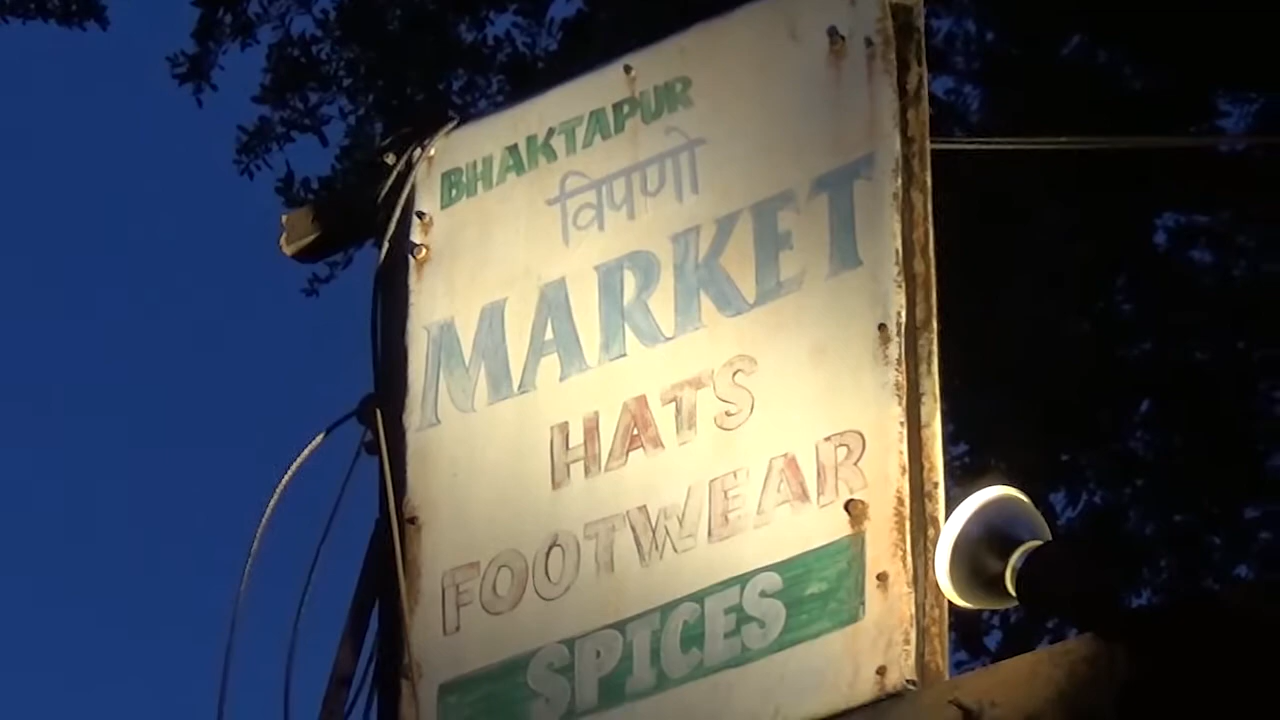 BHAKTAPUR
विपणो
MARKET
HATS
FOOTWEAR
SPICES